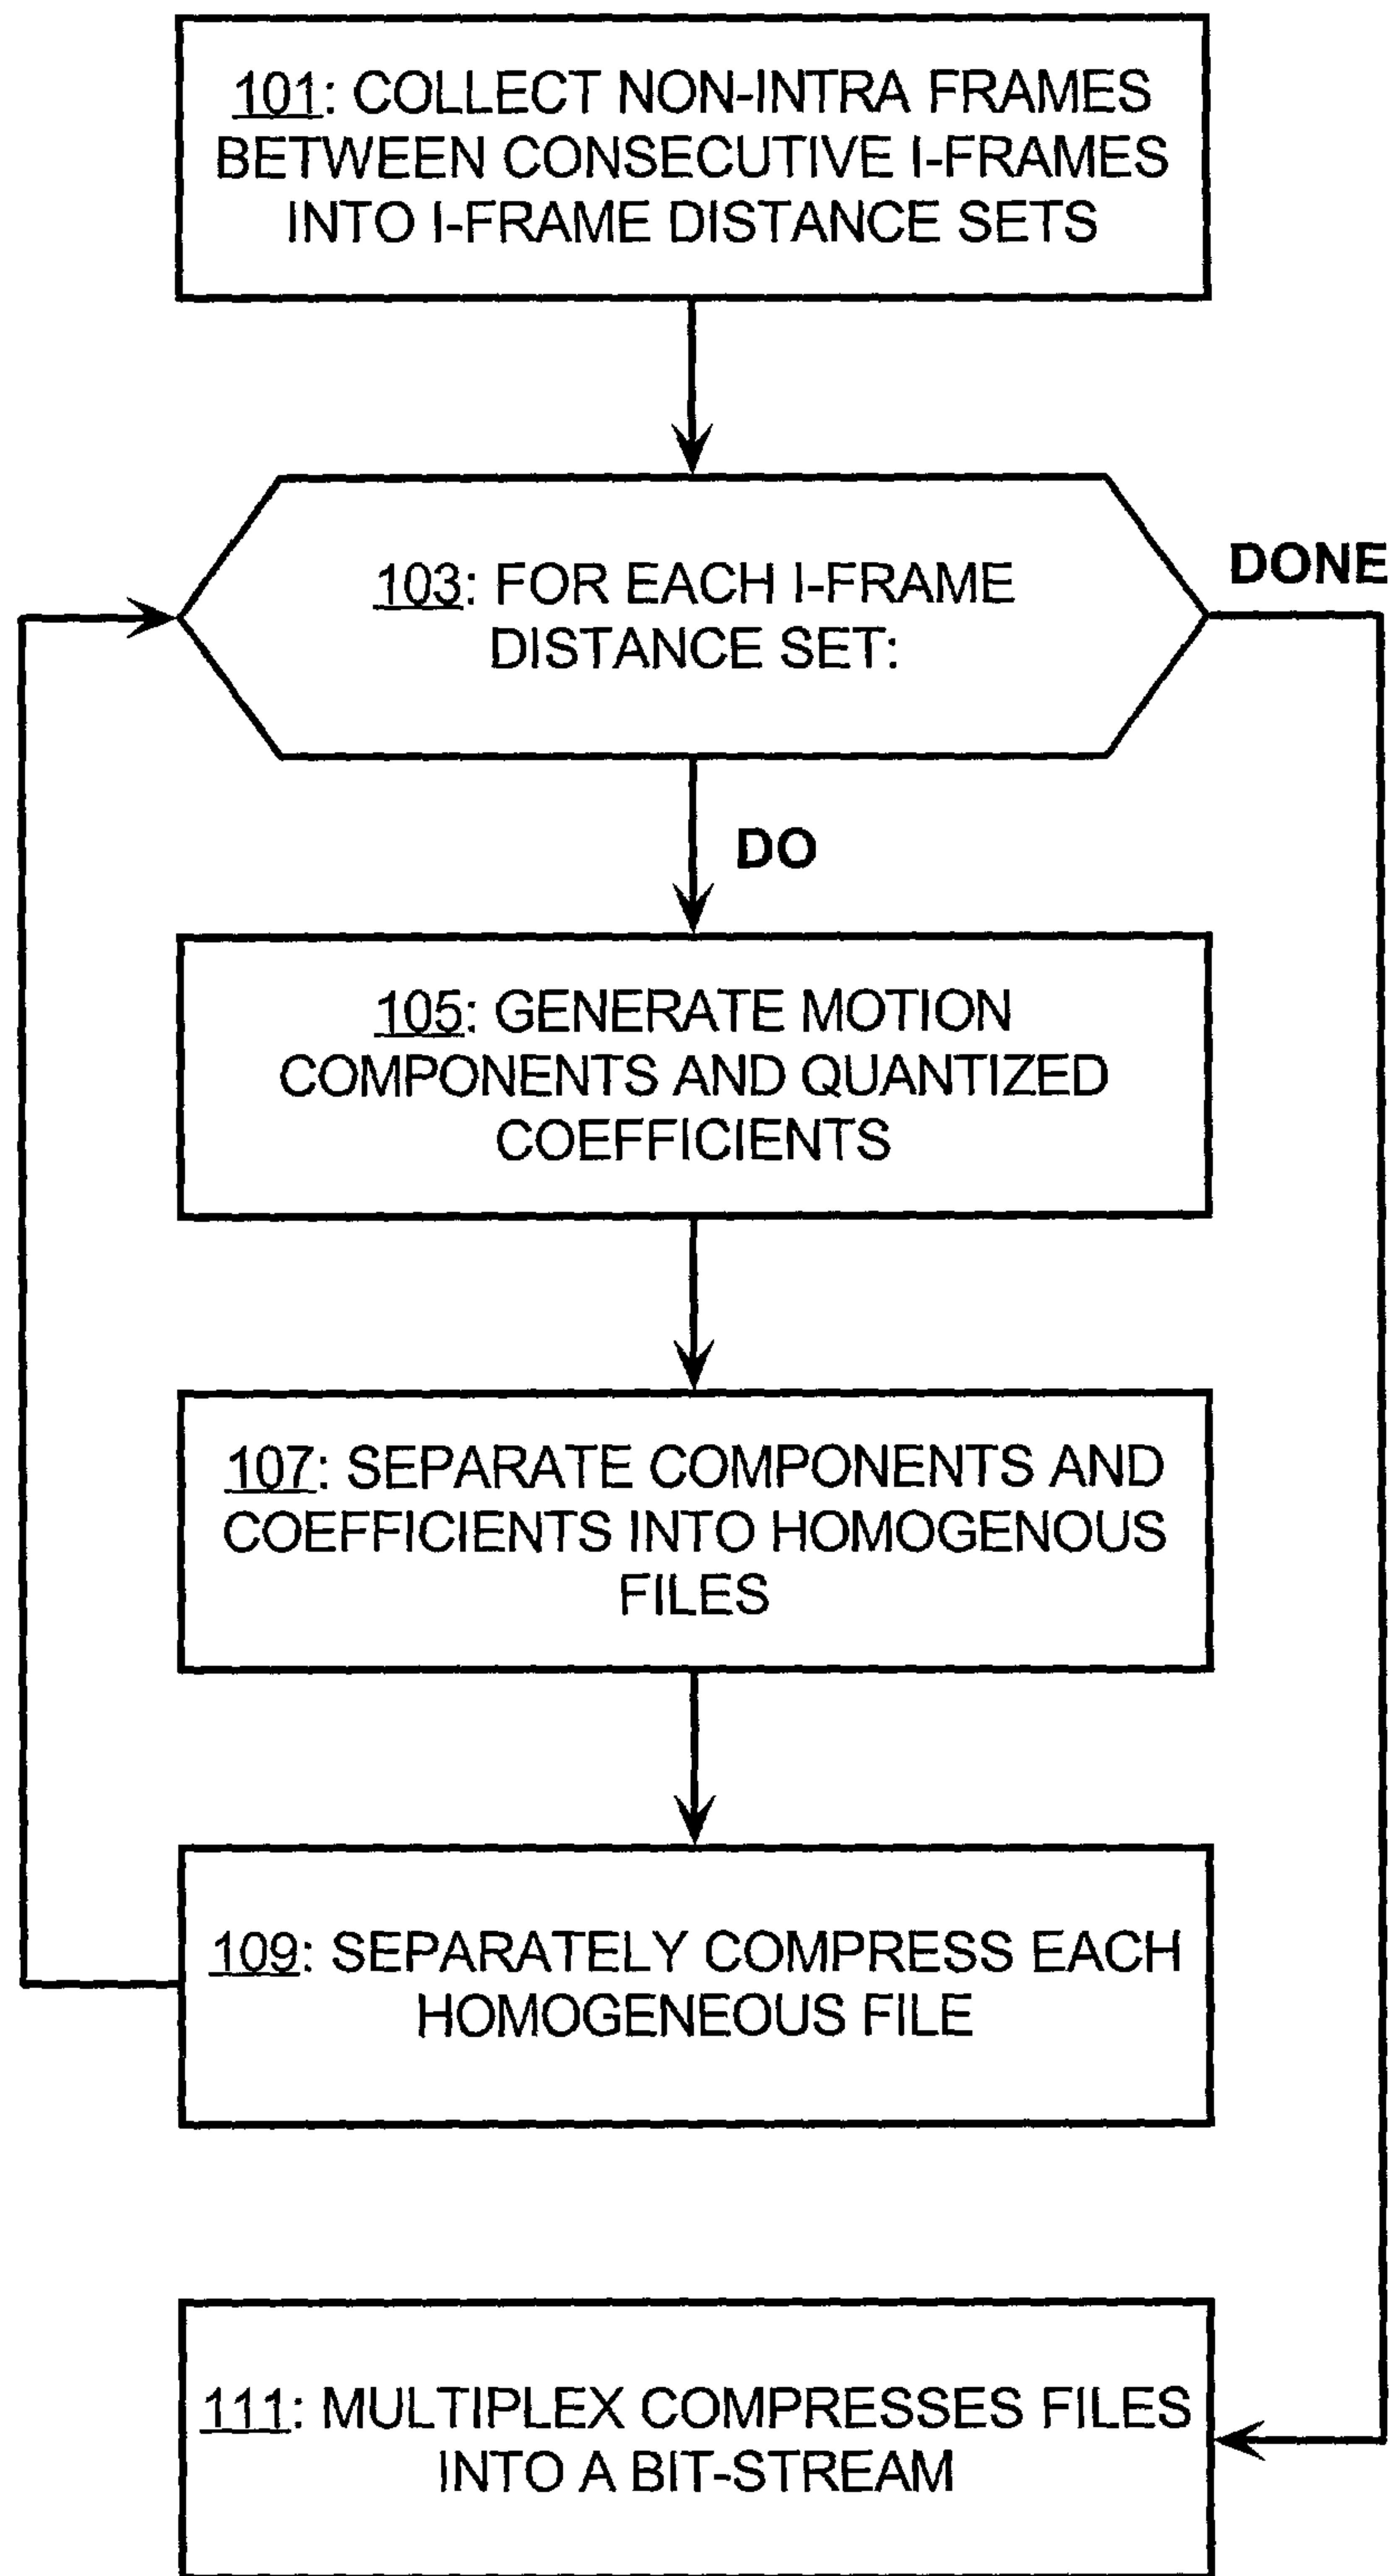 101: COLLECT NON-INTRA FRAMES
BETWEEN CONSECUTIVE I-FRAMES
INTO I-FRAME DISTANCE SETS
103: FOR EACH I-FRAME
DISTANCE SET:
DONE
DO
105: GENERATE MOTION
COMPONENTS AND QUANTIZED
COEFFICIENTS
107: SEPARATE COMPONENTS AND
COEFFICIENTS INTO HOMOGENOUS
FILES
109: SEPARATELY COMPRESS EACH
HOMOGENEOUS FILE
111: MULTIPLEX COMPRESSES FILES
INTO A BIT-STREAM